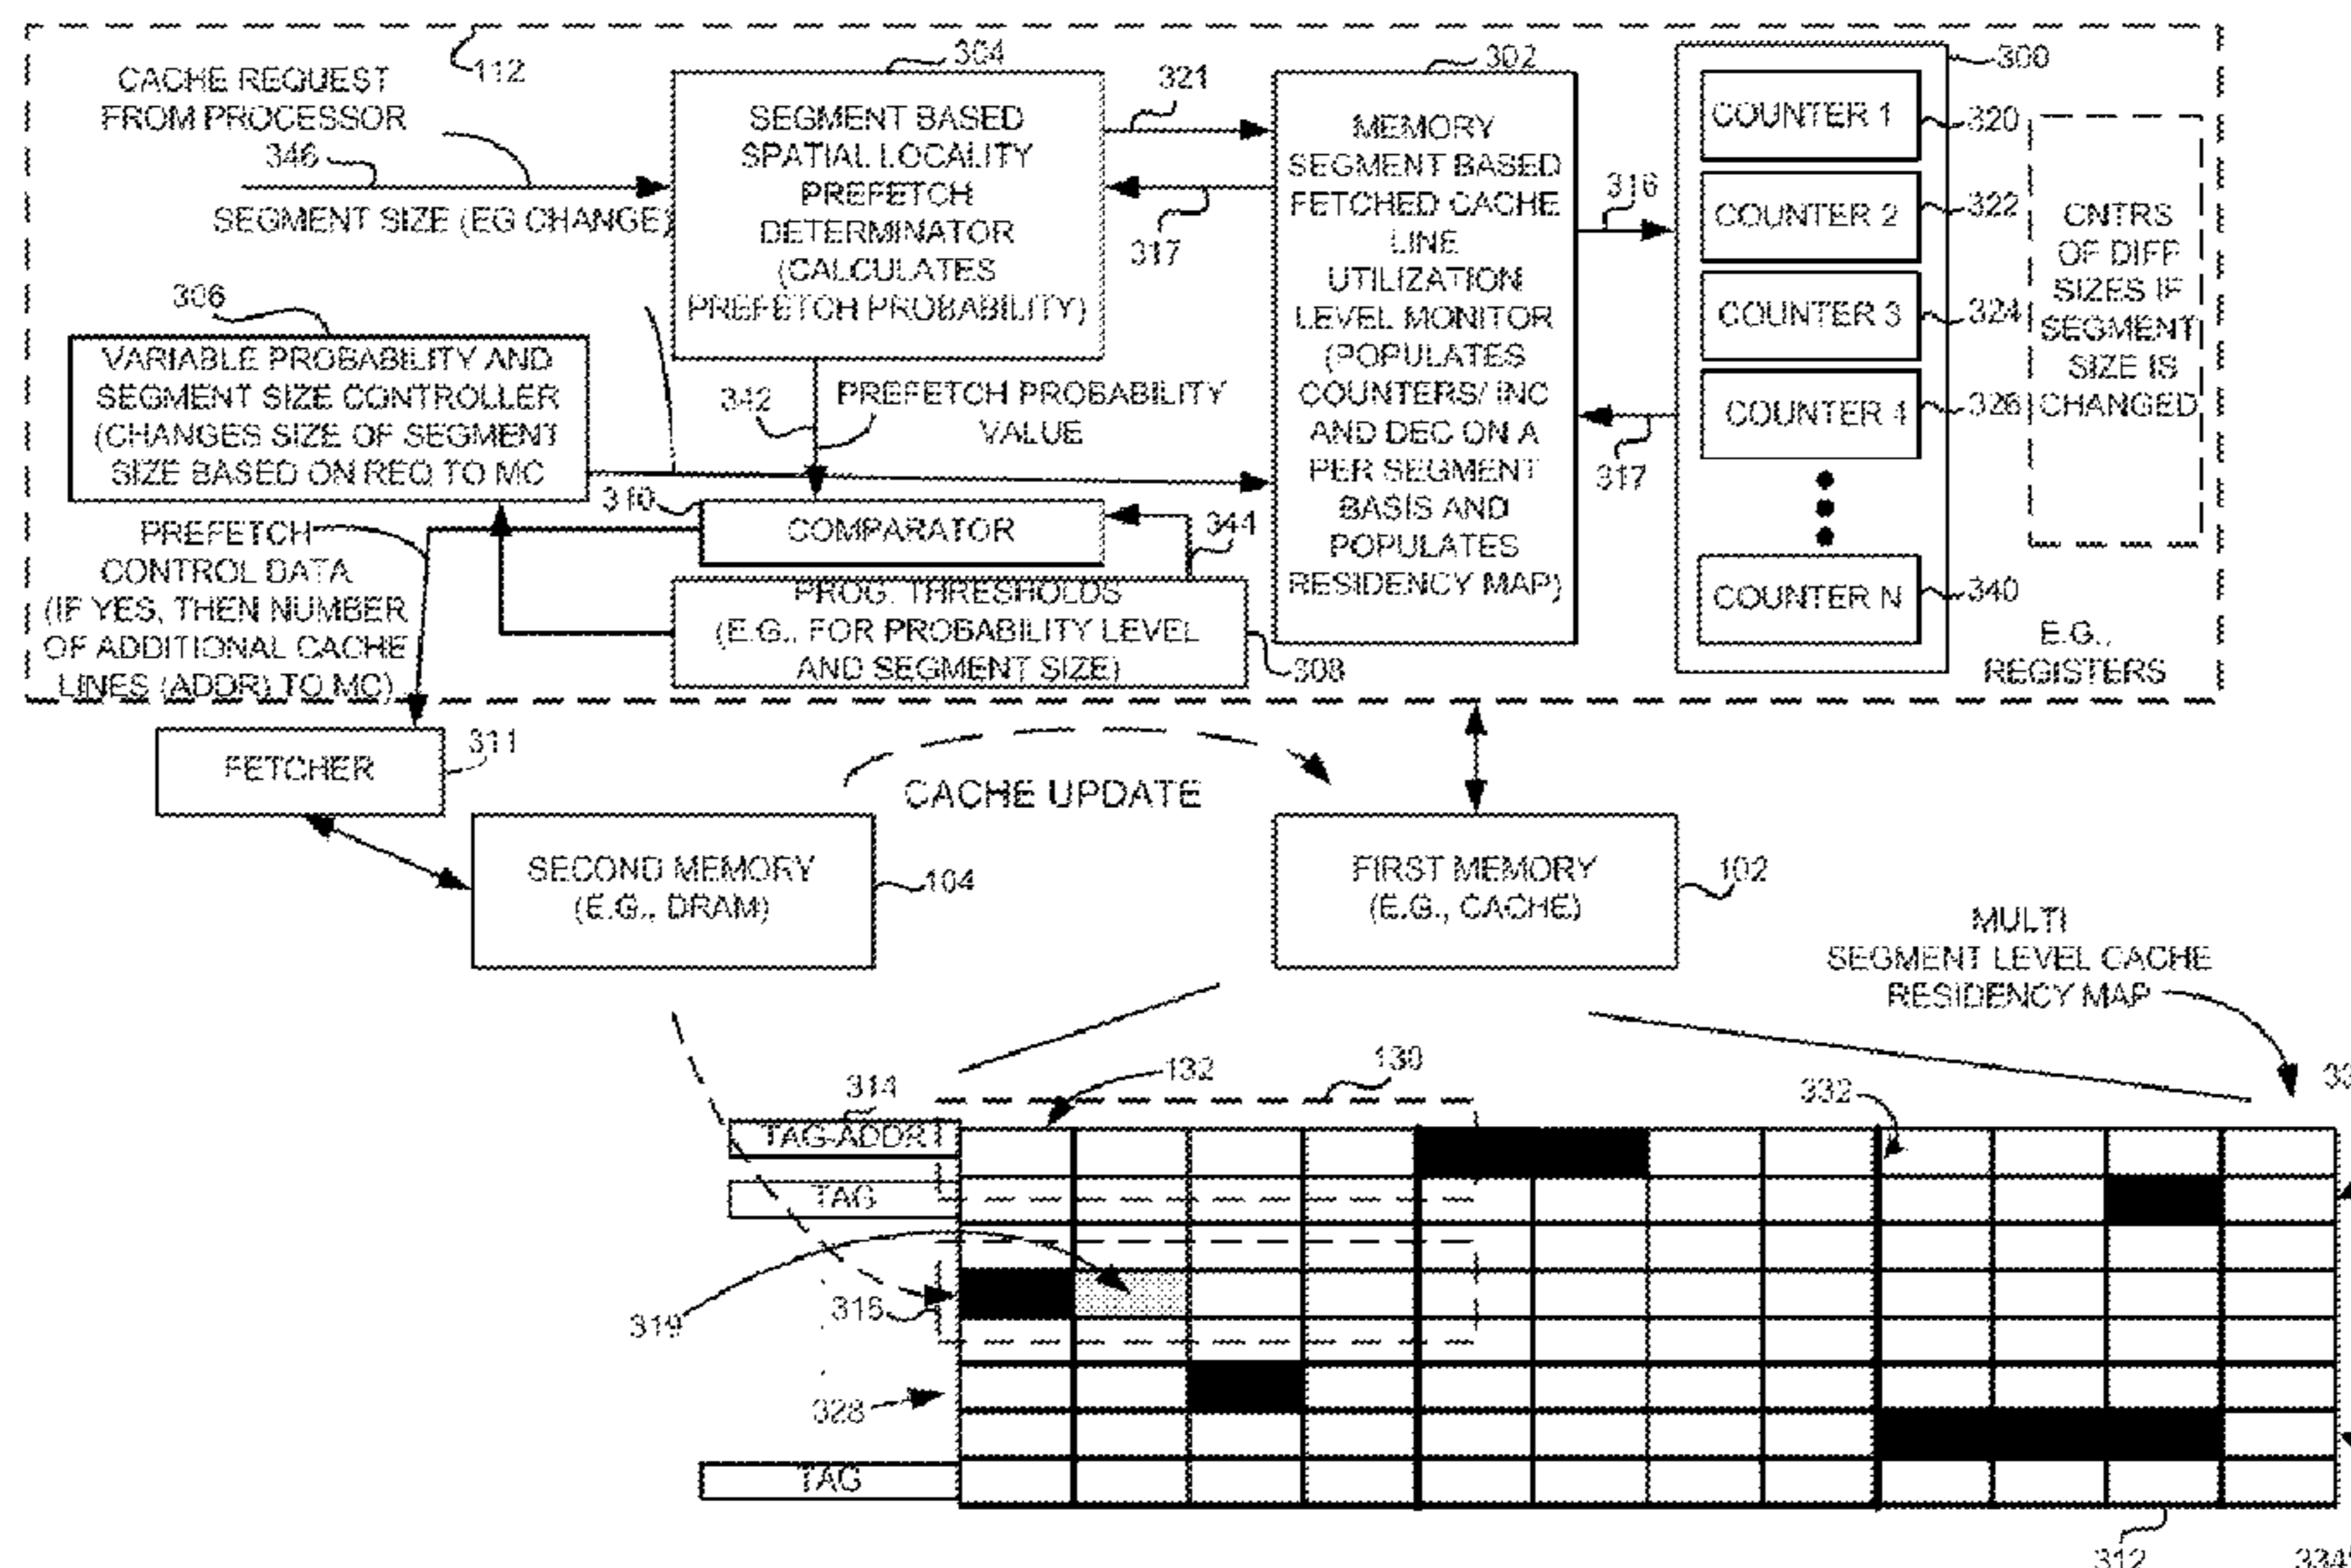 112
CACHE REQUEST
FROM PROCESSOR
346
SEGMENT SIZE (EG CHANGE)
304
SEGMENT BASED
SPATIAL LOCALITY
PREFETCH
DETERMINATOR
(CALCULATES
PREFETCH PROBABILITY)
321
317
302
MEMORY
SEGMENT BASED
FETCHED CACHE
LINE
UTILIZATION
LEVEL MONITOR
(POPULATES
COUNTERS/ INC
AND DEC ON A
PER SEGMENT
BASIS AND
POPULATES
RESIDENCY MAP)
316
317
300
COUNTER 1
320
COUNTER 2
322
COUNTER 3
324
COUNTER 4
326
COUNTER N
340
CNTRS
OF DIFF
SIZES IF
SEGMENT
SIZE IS
CHANGED
E.G.,
REGISTERS
306
VARIABLE PROBABILITY AND
SEGMENT SIZE CONTROLLER
(CHANGES SIZE OF SEGMENT
SIZE BASED ON REQ TO MC
342
PREFETCH PROBABILITY
VALUE
310
COMPARATOR
344
PROG. THRESHOLDS
(E.G., FOR PROBABILITY LEVEL
AND SEGMENT SIZE)
308
PREFETCH
CONTROL DATA
(IF YES, THEN NUMBER
OF ADDITIONAL CACHE
LINES (ADDR) TO MC)
FETCHER
311
CACHE UPDATE
SECOND MEMORY
(E.G., DRAM)
104
FIRST MEMORY
(E.G., CACHE)
102
MULTI
SEGMENT LEVEL CACHE
RESIDENCY MAP
314
132
130
332
TAG-ADDR
TAG
319
328
TAG
312